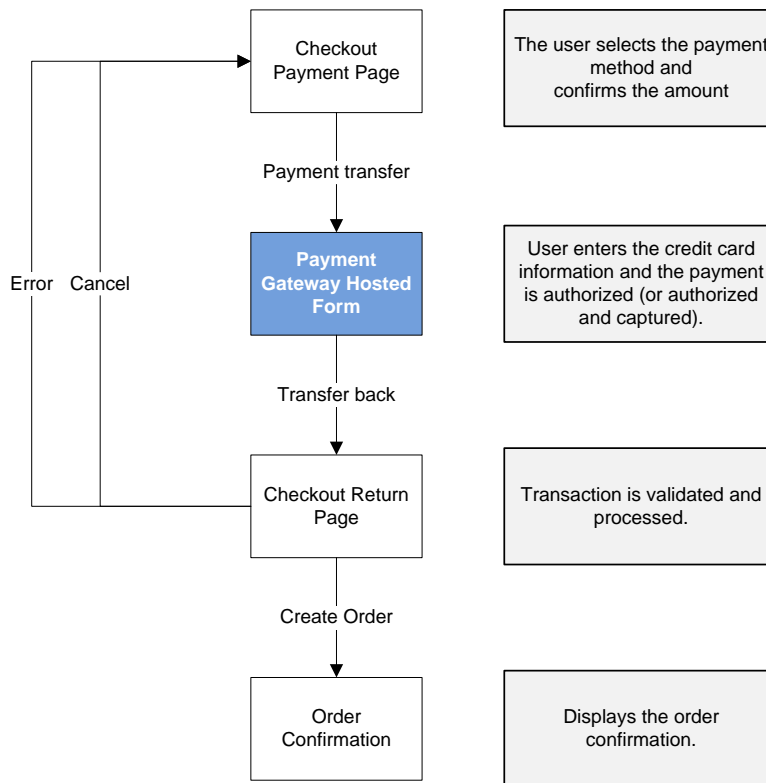 Checkout
Payment Page
The user selects the payment
method and
confirms the amount
Payment transfer
Payment
Gateway Hosted
Form
User enters the credit card
information and the payment
is authorized (or authorized
and captured).
Error
Cancel
Transfer back
Checkout Return
Page
Transaction is validated and
processed.
Create Order
Order
Confirmation
Displays the order
confirmation.